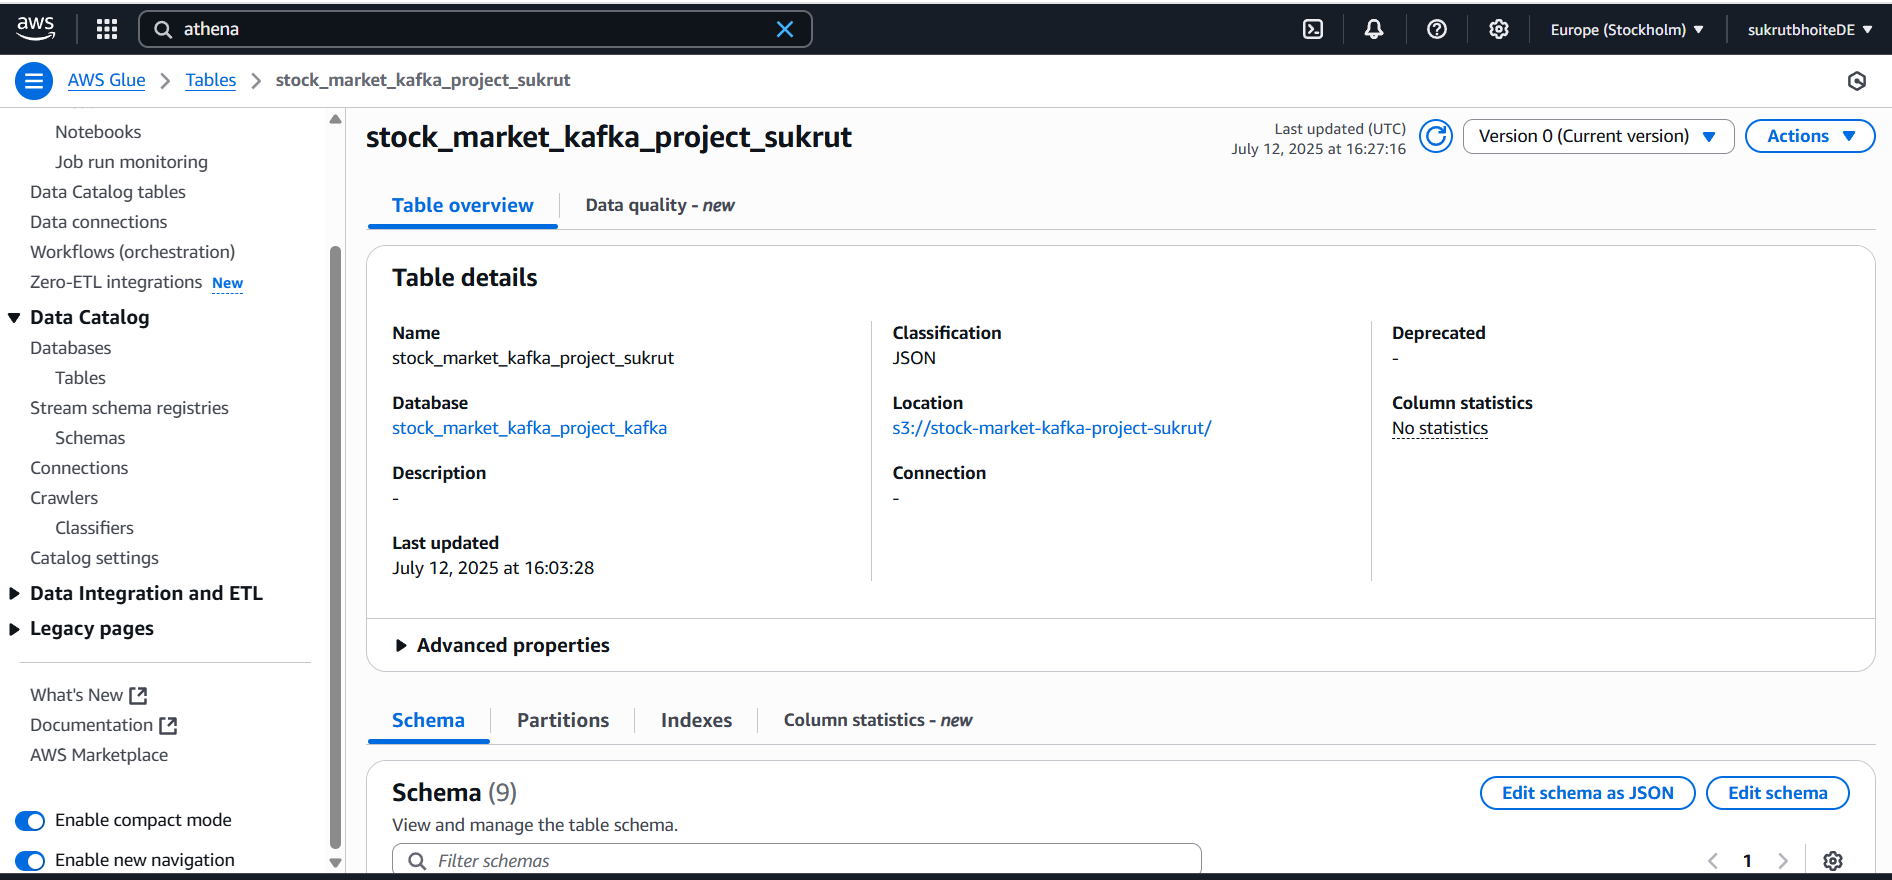 aws
athena
Europe (Stockholm)
sukrutbhoiteDE
AWS Glue
Tables
stock_market_kafka_project_sukrut
Notebooks
Job run monitoring
Data Catalog tables
Data connections
Workflows (orchestration)
Zero-ETL integrations New
Data Catalog
Databases
Tables
Stream schema registries
Schemas
Connections
Crawlers
Classifiers
Catalog settings
Data Integration and ETL
Legacy pages
What's New
Documentation
AWS Marketplace
Enable compact mode
Enable new navigation
stock_market_kafka_project_sukrut
Last updated (UTC)
July 12, 2025 at 16:27:16
Version 0 (Current version)
Actions
Table overview
Data quality - new
Table details
Name
stock_market_kafka_project_sukrut
Database
stock_market_kafka_project_kafka
Description
-
Last updated
July 12, 2025 at 16:03:28
Classification
JSON
Location
s3://stock-market-kafka-project-sukrut/
Connection
-
Deprecated
-
Column statistics
No statistics
Advanced properties
Schema
Partitions
Indexes
Column statistics - new
Schema (9)
View and manage the table schema.
Edit schema as JSON
Edit schema
Filter schemas
1